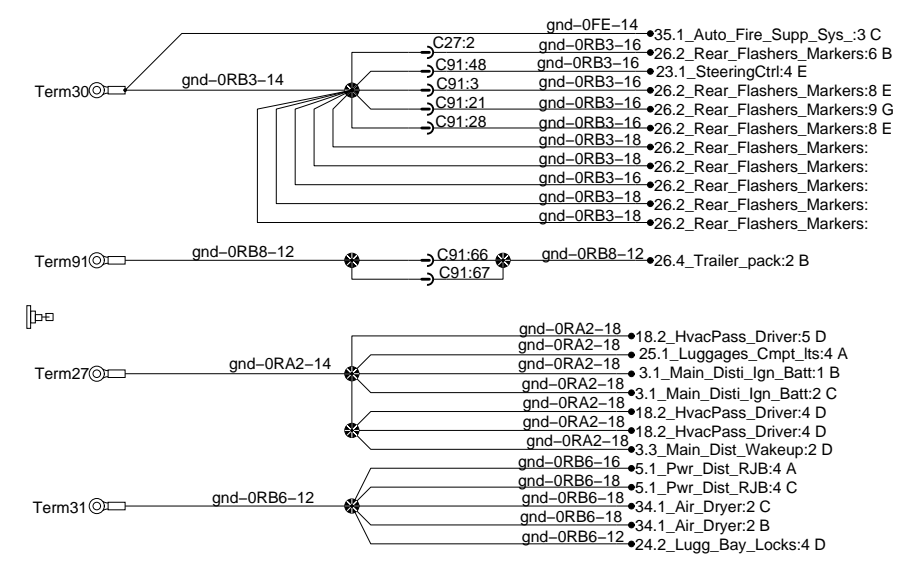 gnd–0FE–14
35.1_Auto_Fire_Supp_Sys_:3 C
C27:2 gnd–0RB3–16 26.2_Rear_Flashers_Markers:6 B
C91:48 gnd–0RB3–16 23.1_SteeringCtrl:4 E
Term30 gnd–0RB3–14 C91:3 gnd–0RB3–16 26.2_Rear_Flashers_Markers:8 E
C91:21 gnd–0RB3–16 26.2_Rear_Flashers_Markers:9 G
C91:28 gnd–0RB3–16 26.2_Rear_Flashers_Markers:8 E
gnd–0RB3–18 26.2_Rear_Flashers_Markers:
gnd–0RB3–18 26.2_Rear_Flashers_Markers:
gnd–0RB3–16 26.2_Rear_Flashers_Markers:
gnd–0RB3–18 26.2_Rear_Flashers_Markers:
gnd–0RB3–18 26.2_Rear_Flashers_Markers:
Term91 gnd–0RB8–12 C91:66 gnd–0RB8–12 26.4_Trailer_pack:2 B
C91:67
gnd–0RA2–18 18.2_HvacPass_Driver:5 D
gnd–0RA2–18 25.1_Luggages_Cmpt_lts:4 A
Term27 gnd–0RA2–14 gnd–0RA2–18 3.1_Main_Disti_Ign_Batt:1 B
gnd–0RA2–18 3.1_Main_Disti_Ign_Batt:2 C
gnd–0RA2–18 18.2_HvacPass_Driver:4 D
gnd–0RA2–18 18.2_HvacPass_Driver:4 D
gnd–0RA2–18 3.3_Main_Dist_Wakeup:2 D
gnd–0RB6–16 5.1_Pwr_Dist_RJB:4 A
gnd–0RB6–18 5.1_Pwr_Dist_RJB:4 C
Term31 gnd–0RB6–12 gnd–0RB6–18 34.1_Air_Dryer:2 C
gnd–0RB6–18 34.1_Air_Dryer:2 B
gnd–0RB6–12 24.2_Lugg_Bay_Locks:4 D